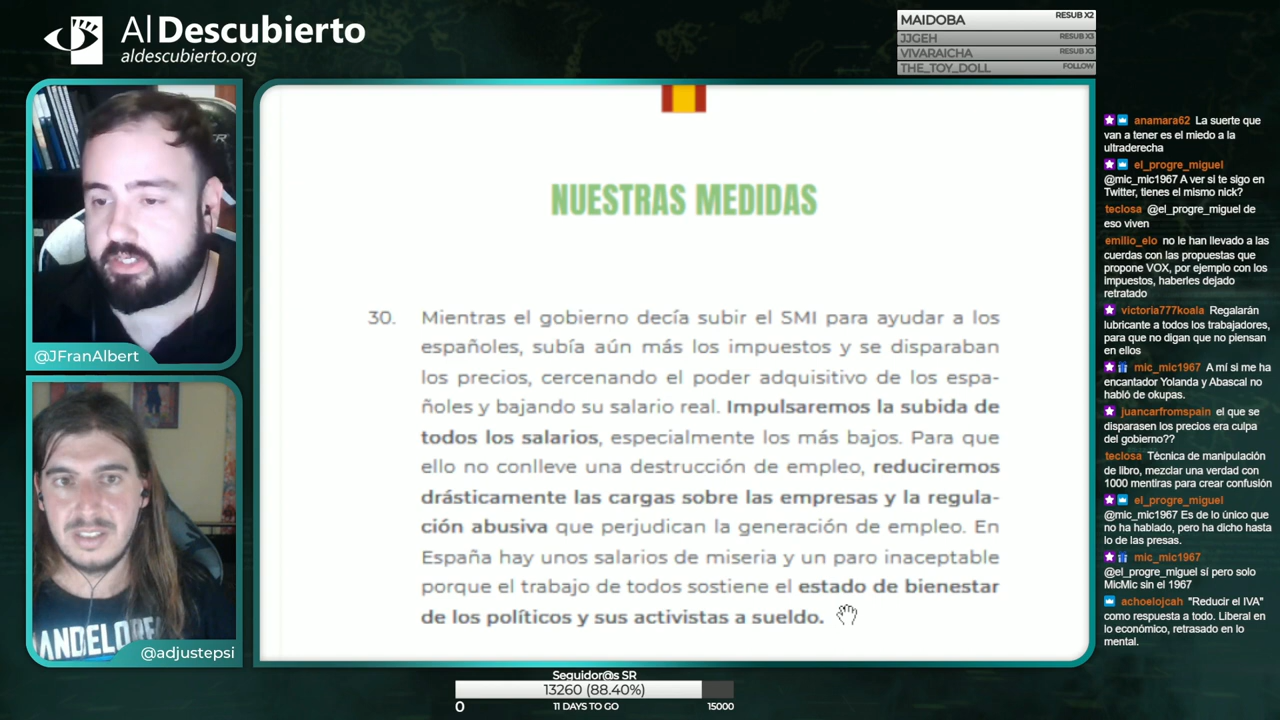 Al Descubierto
aldescubierto.org
MAIDOBA RESUB X2
JJGEH RESUB X3
VIVARAICHA RESUB X3
THE_TOY_DOLL FOLLOW
@JFranAlbert
ANDELO
@adjustepsi
NUESTRAS MEDIDAS
30. Mientras el gobierno decía subir el SMI para ayudar a los
españoles, subía aún más los impuestos y se disparaban
los precios, cercenando el poder adquisitivo de los espa-
ñoles y bajando su salario real. Impulsaremos la subida de
todos los salarios, especialmente los más bajos. Para que
ello no conlleve una destrucción de empleo, reduciremos
drásticamente las cargas sobre las empresas y la regula-
ción abusiva que perjudican la generación de empleo. En
España hay unos salarios de miseria y un paro inaceptable
porque el trabajo de todos sostiene el estado de bienestar
de los políticos y sus activistas a sueldo.
anamara62 La suerte que
van a tener es el miedo a la
ultraderecha
el_progre_miguel
@mic_mic1967 A ver si te sigo en
Twitter, tienes el mismo nick?
teclosa @el_progre_miguel de
eso viven
emilio_elo no le han llevado a las
cuerdas con las propuestas que
propone VOX, por ejemplo con los
impuestos, haberles dejado
retratado
victoria777koala Regalarán
lubricante a todos los trabajadores,
para que no digan que no piensan
en ellos
mic_mic1967 A mí si me ha
encantador Yolanda y Abascal no
habló de okupas.
juancarfromspain el que se
disparasen los precios era culpa
del gobierno??
teclosa Técnica de manipulación
de libro, mezclar una verdad con
1000 mentiras para crear confusión
el_progre_miguel
@mic_mic1967 Es de lo único que
no ha hablado, pero ha dicho hasta
lo de las presas.
mic_mic1967
@el_progre_miguel sí pero solo
MicMic sin el 1967
achoelojcah "Reducir el IVA"
como respuesta a todo. Liberal en
lo económico, retrasado en lo
mental.
Seguidor@s SR
13260 (88.40%)
0 11 DAYS TO GO 15000